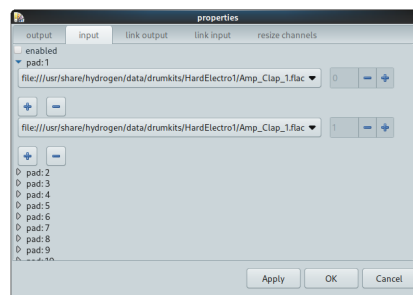 properties
output input link output link input resize channels
enabled
pad: 1
file:///usr/share/hydrogen/data/drumkits/HardElectro1/Amp_Clap_1.flac 0
file:///usr/share/hydrogen/data/drumkits/HardElectro1/Amp_Clap_1.flac 1
pad: 2
pad: 3
pad: 4
pad: 5
pad: 6
pad: 7
pad: 8
pad: 9
Apply OK Cancel